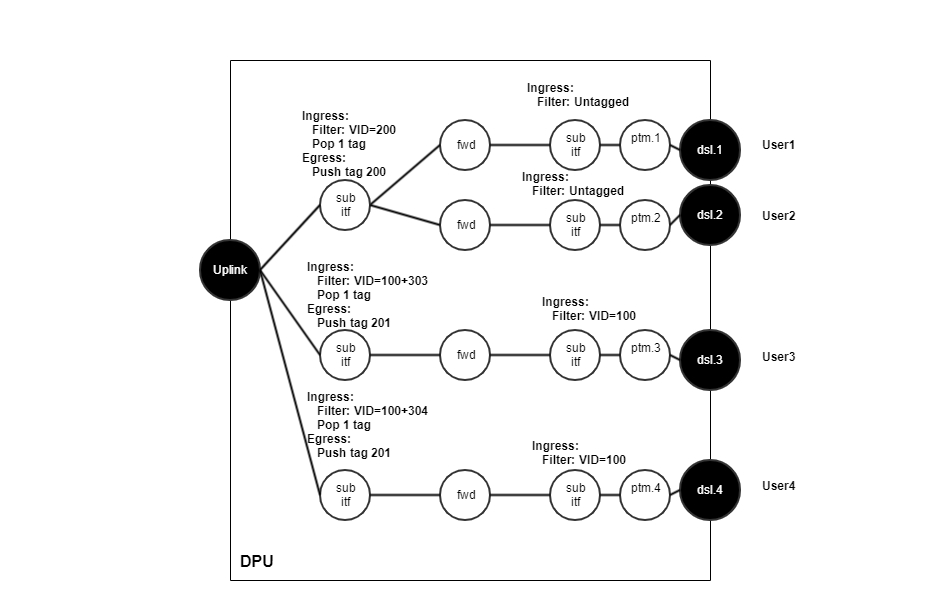 Ingress:
Filter: Untagged
Ingress:
Filter: VID=200
Pop 1 tag
Egress:
Push tag 200
fwd
sub
itf
ptm.1
dsl.1
User1
Ingress:
Filter: Untagged
sub
itf
fwd
sub
itf
ptm.2
dsl.2
User2
Uplink
Ingress:
Filter: VID=100+303
Pop 1 tag
Egress:
Push tag 201
Ingress:
Filter: VID=100
sub
itf
fwd
sub
itf
ptm.3
dsl.3
User3
Ingress:
Filter: VID=100+304
Pop 1 tag
Egress:
Push tag 201
Ingress:
Filter: VID=100
sub
itf
fwd
sub
itf
ptm.4
dsl.4
User4
DPU